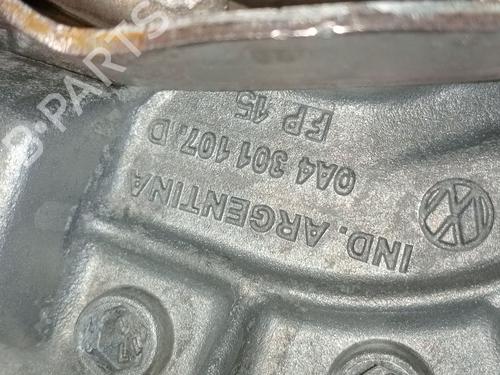 FP 15
0A4 301 107.D
IND. ARGENTINA
B-PARTS